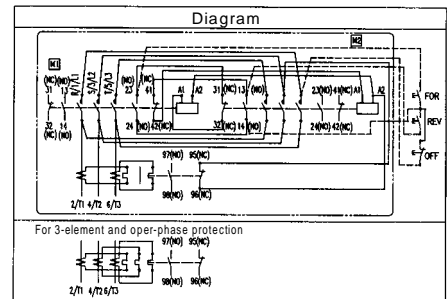 Diagram
M1
M2
(NC) (NO) R/1/L1 S/3/L2 T/5/L3 (NO) (NC) A1 A2 (NC) (NO) 23(NO) 41(NC) A1 A2
31 13 23 41 31 13
FOR
REV
32 14 24(NO) 42(NC) 32 14 24(NO) 42(NC)
(NC) (NO) (NC) (NO)
OFF
97(NO) 95(NC)
98(NO) 96(NC)
2/T1 4/T2 6/T3
For 3-element and oper-phase protection
97(NO) 95(NC)
98(NO) 96(NC)
2/T1 4/T2 6/T3